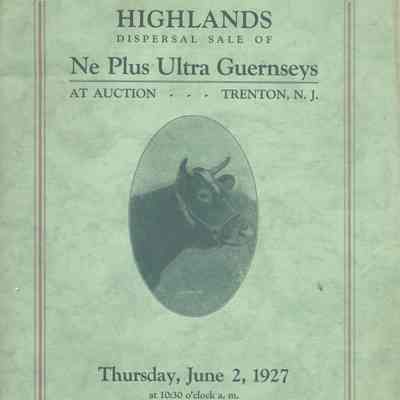 HIGHLANDS
DISPERSAL SALE OF
Ne Plus Ultra Guernseys
AT AUCTION - - - TRENTON, N. J.
Thursday, June 2, 1927
at 10:30 o'clock a. m.